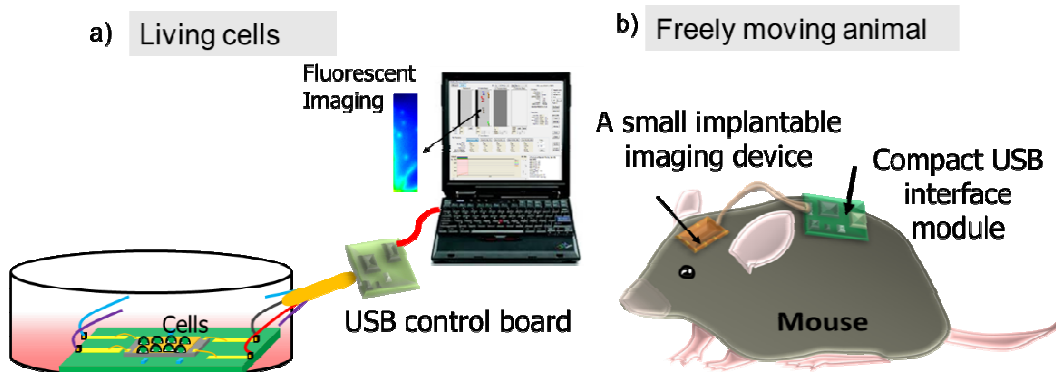 a) Living cells
Fluorescent
Imaging
Cells
USB control board
b) Freely moving animal
A small implantable
imaging device
Compact USB
interface
module
Mouse